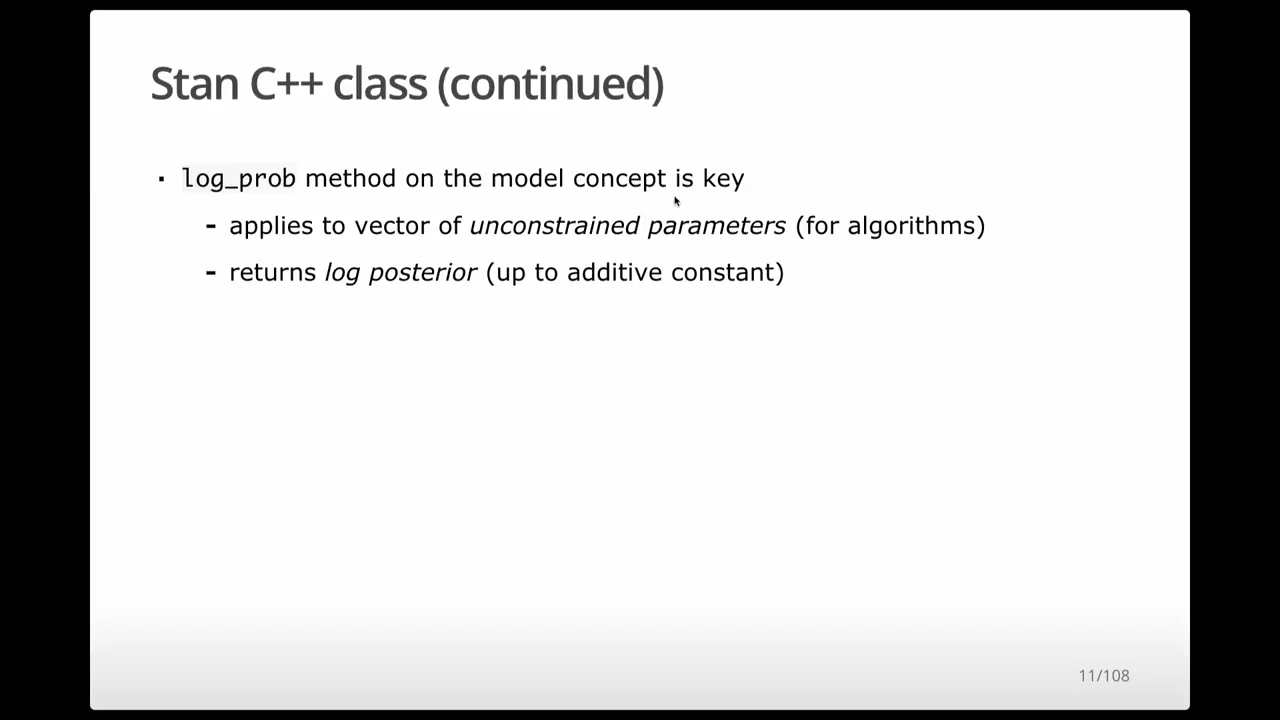 Stan C++ class (continued)
▪ log_prob method on the model concept is key
- applies to vector of unconstrained parameters (for algorithms)
- returns log posterior (up to additive constant)
11/108